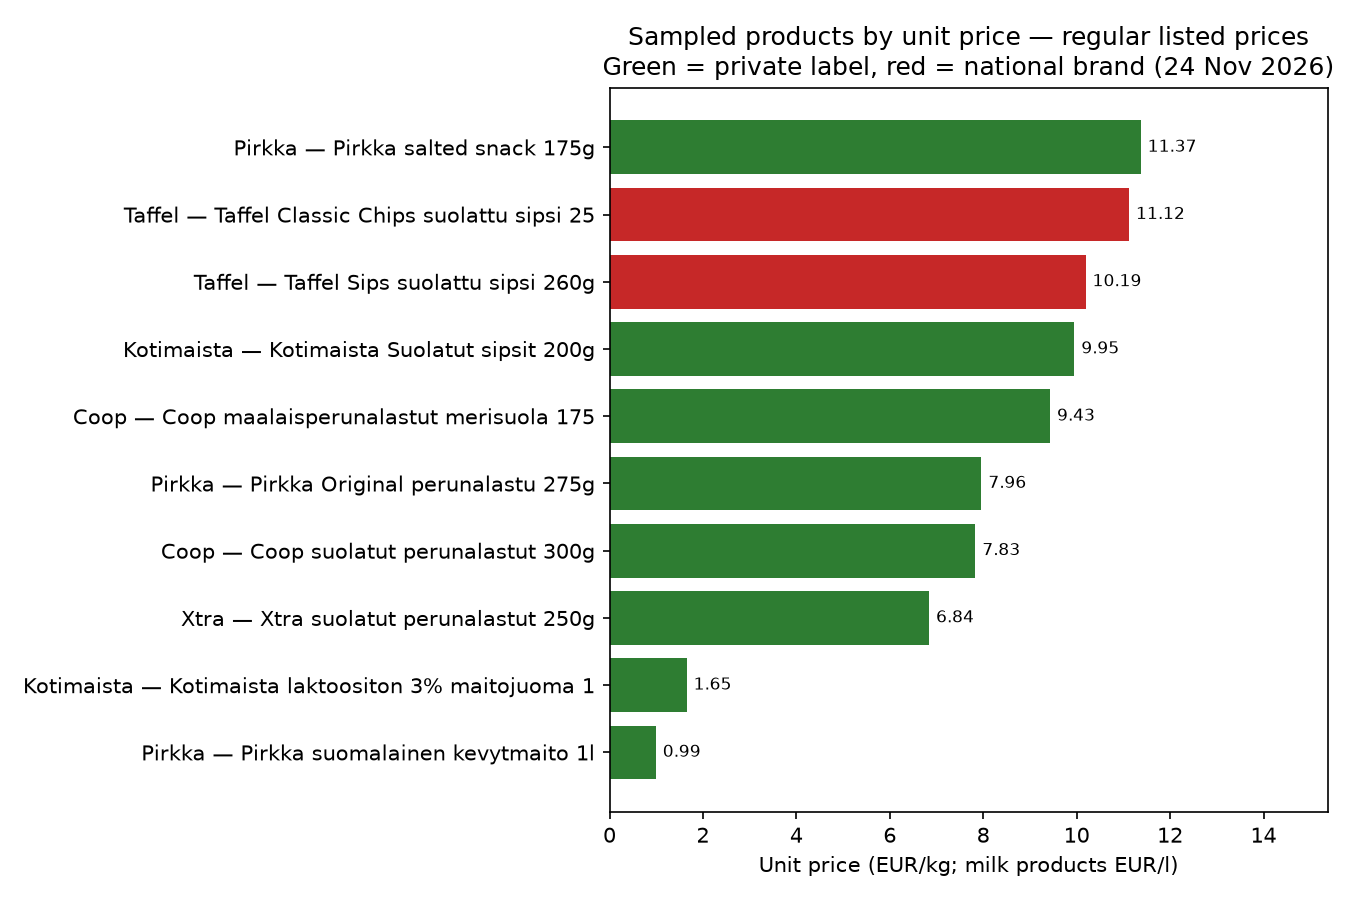 Sampled products by unit price — regular listed prices
Green = private label, red = national brand (24 Nov 2026)
Pirkka — Pirkka salted snack 175g
11.37
Taffel — Taffel Classic Chips suolattu sipsi 25
11.12
Taffel — Taffel Sips suolattu sipsi 260g
10.19
Kotimaista — Kotimaista Suolatut sipsit 200g
9.95
Coop — Coop maalaisperunalastut merisuola 175
9.43
Pirkka — Pirkka Original perunalastu 275g
7.96
Coop — Coop suolatut perunalastut 300g
7.83
Xtra — Xtra suolatut perunalastut 250g
6.84
Kotimaista — Kotimaista laktoositon 3% maitojuoma 1
1.65
Pirkka — Pirkka suomalainen kevytmaito 1l
0.99
0 2 4 6 8 10 12 14
Unit price (EUR/kg; milk products EUR/l)